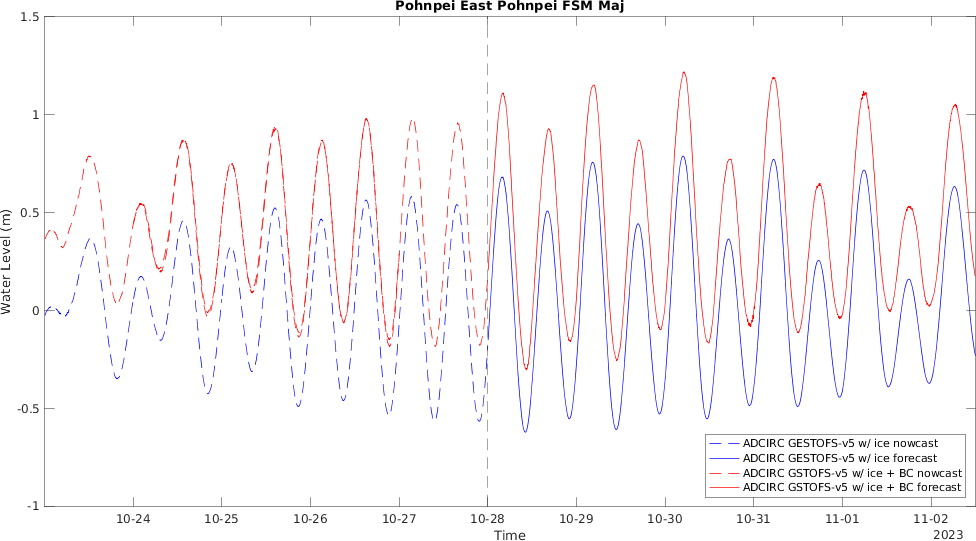 Pohnpei East Pohnpei FSM Maj
1.5
1
0.5
0
-0.5
-1
Water Level (m)
10-24 10-25 10-26 10-27 10-28 10-29 10-30 10-31 11-01 11-02
Time
2023
ADCIRC GESTOFS-v5 w/ ice nowcast
ADCIRC GESTOFS-v5 w/ ice forecast
ADCIRC GSTOFS-v5 w/ ice + BC nowcast
ADCIRC GSTOFS-v5 w/ ice + BC forecast